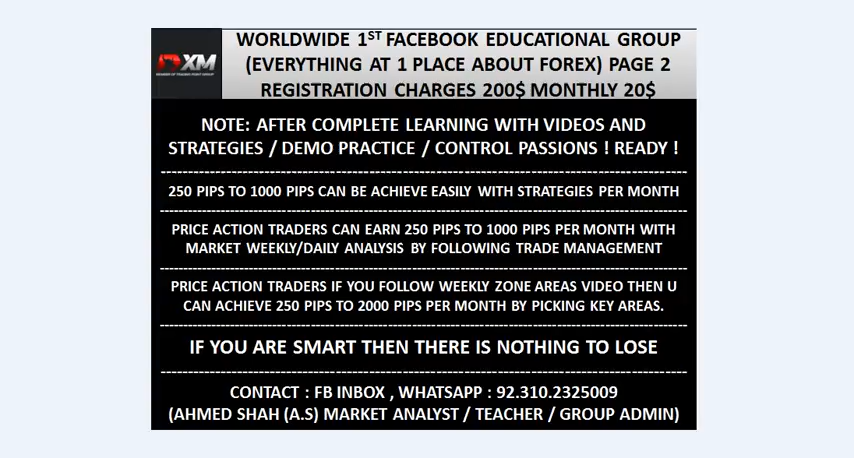 XM
MEMBER OF TRADING POINT GROUP
WORLDWIDE 1ST FACEBOOK EDUCATIONAL GROUP
(EVERYTHING AT 1 PLACE ABOUT FOREX) PAGE 2
REGISTRATION CHARGES 200$ MONTHLY 20$
NOTE: AFTER COMPLETE LEARNING WITH VIDEOS AND
STRATEGIES / DEMO PRACTICE / CONTROL PASSIONS ! READY !
250 PIPS TO 1000 PIPS CAN BE ACHIEVE EASILY WITH STRATEGIES PER MONTH
PRICE ACTION TRADERS CAN EARN 250 PIPS TO 1000 PIPS PER MONTH WITH
MARKET WEEKLY/DAILY ANALYSIS BY FOLLOWING TRADE MANAGEMENT
PRICE ACTION TRADERS IF YOU FOLLOW WEEKLY ZONE AREAS VIDEO THEN U
CAN ACHIEVE 250 PIPS TO 2000 PIPS PER MONTH BY PICKING KEY AREAS.
IF YOU ARE SMART THEN THERE IS NOTHING TO LOSE
CONTACT : FB INBOX , WHATSAPP : 92.310.2325009
(AHMED SHAH (A.S) MARKET ANALYST / TEACHER / GROUP ADMIN)